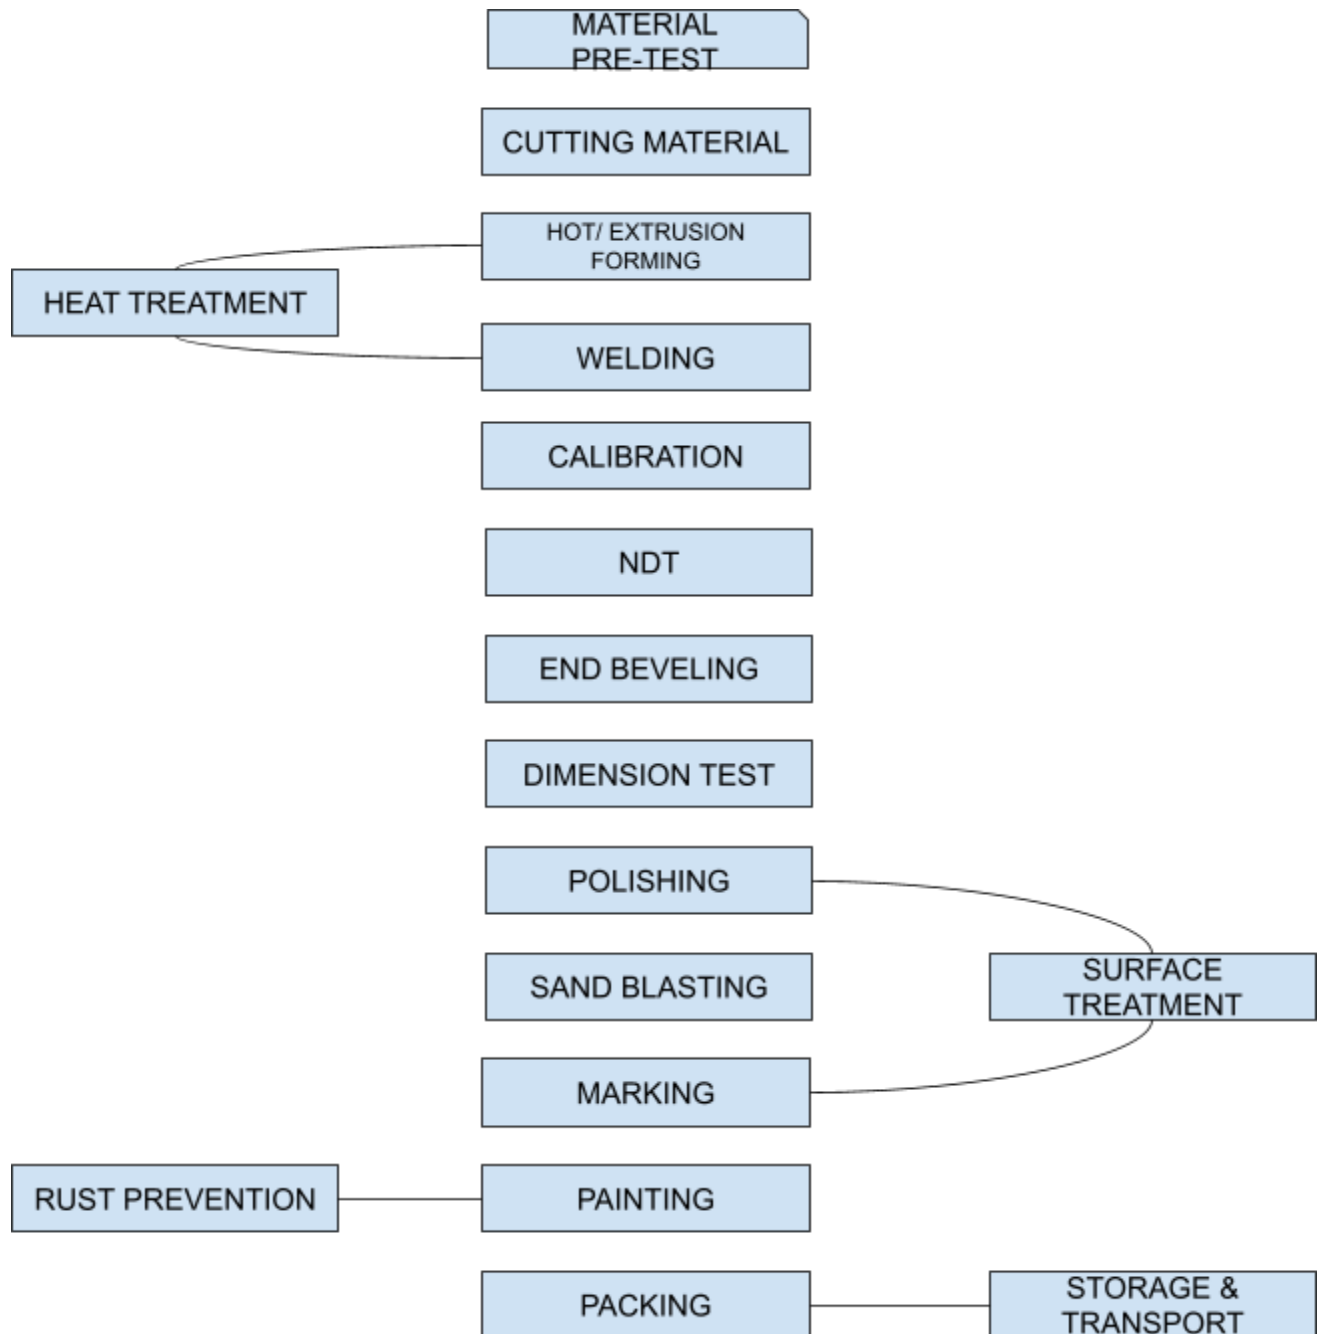 MATERIAL
PRE-TEST
CUTTING MATERIAL
HOT/ EXTRUSION
FORMING
HEAT TREATMENT
WELDING
CALIBRATION
NDT
END BEVELING
DIMENSION TEST
POLISHING
SAND BLASTING
SURFACE
TREATMENT
MARKING
RUST PREVENTION
PAINTING
PACKING
STORAGE &
TRANSPORT